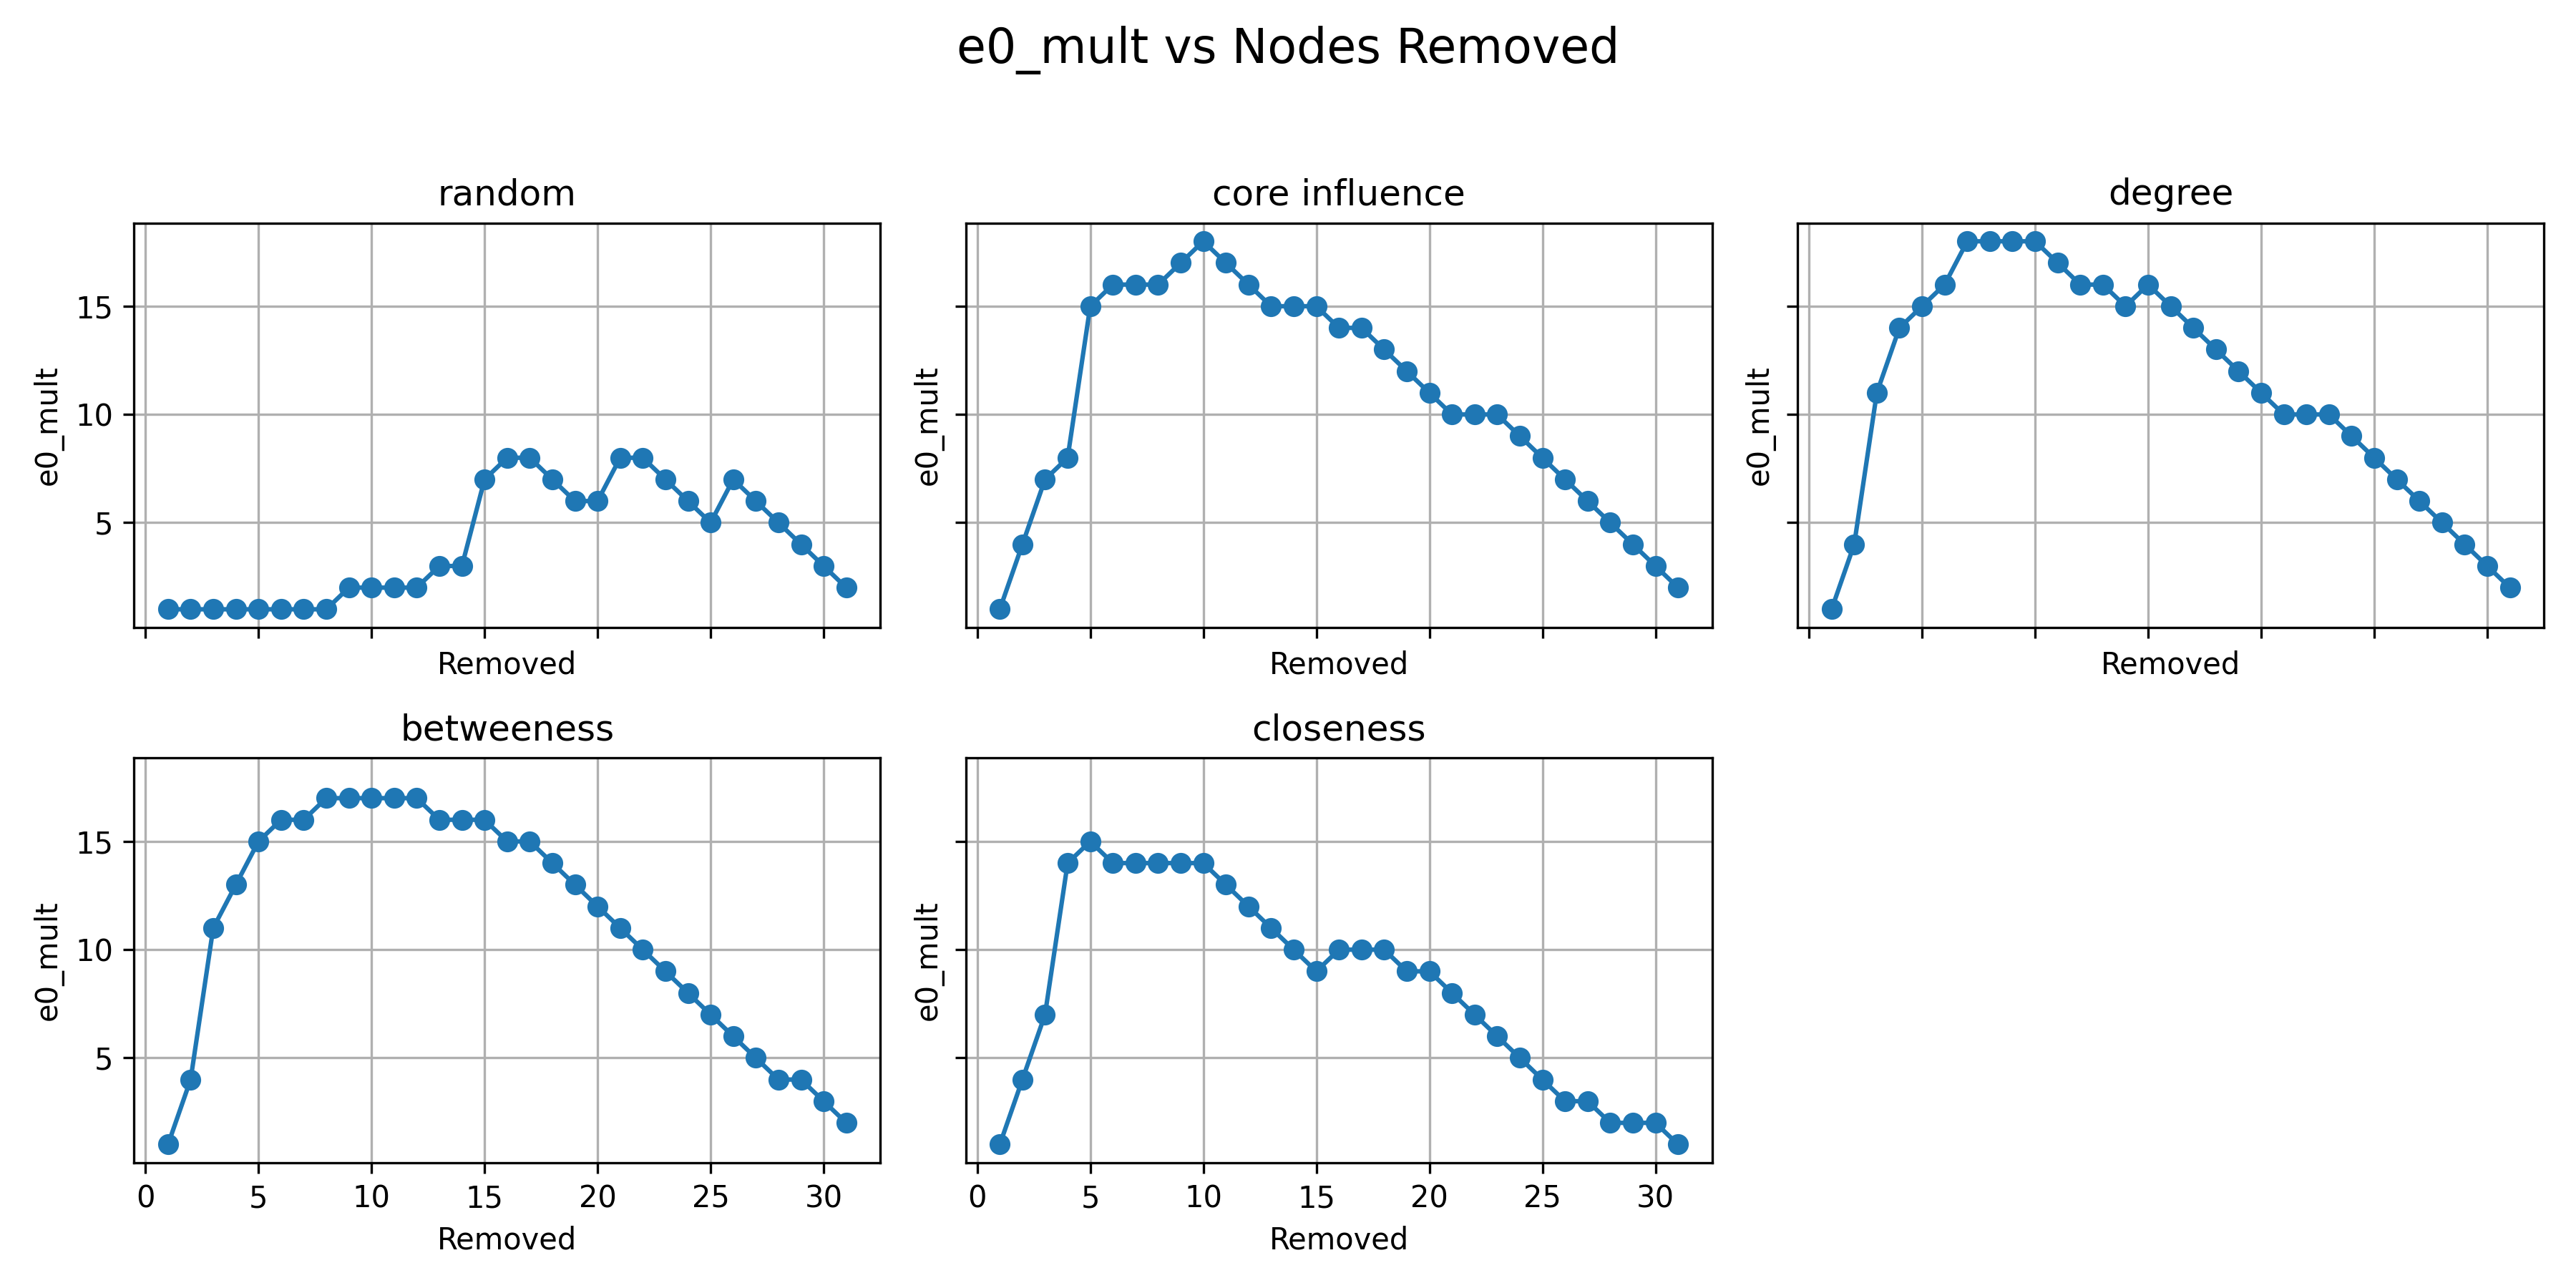 e0_mult vs Nodes Removed
random
core influence
degree
15
10
5
e0_mult
e0_mult
e0_mult
Removed
Removed
Removed
betweeness
closeness
15
10
5
e0_mult
e0_mult
0 5 10 15 20 25 30
0 5 10 15 20 25 30
Removed
Removed